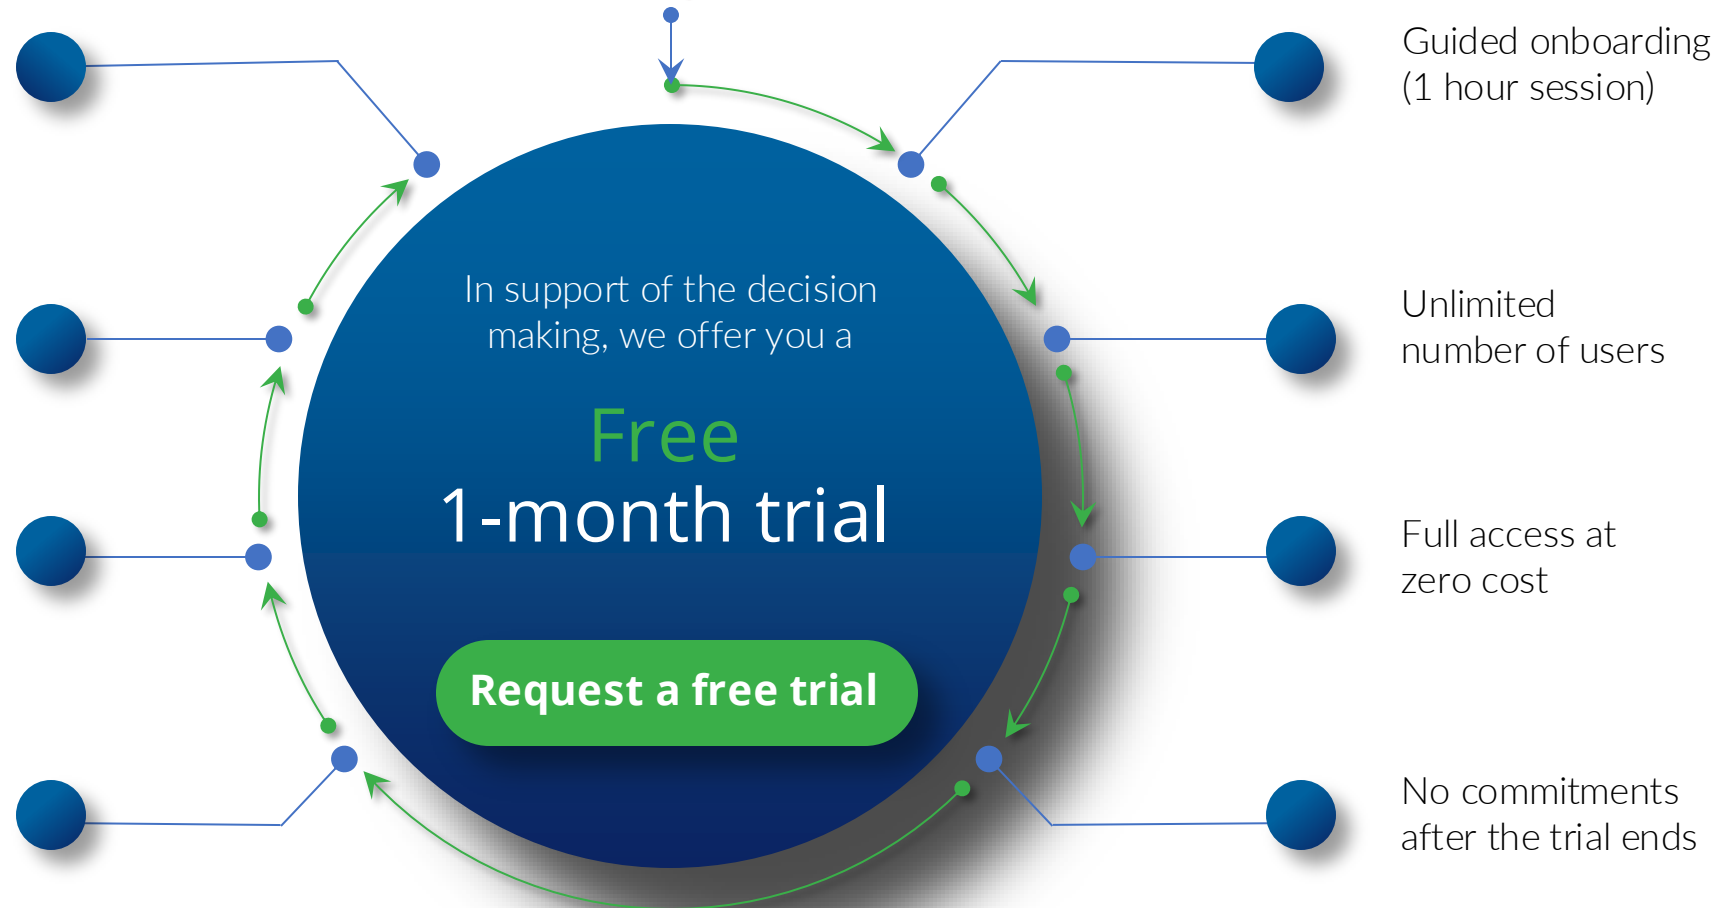 Guided onboarding
(1 hour session)
Unlimited
number of users
Full access at
zero cost
No commitments
after the trial ends
In support of the decision
making, we offer you a
Free
1-month trial
Request a free trial